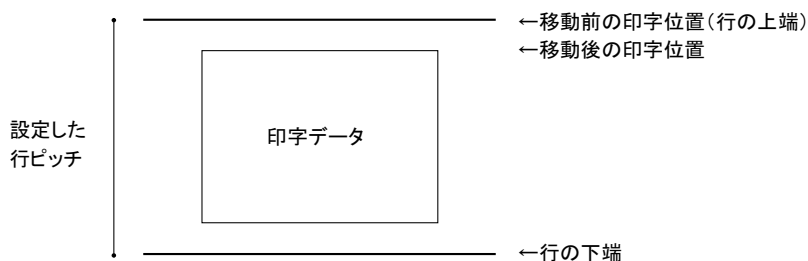 ←移動前の印字位置(行の上端)
←移動後の印字位置
設定した
行ピッチ
印字データ
←行の下端